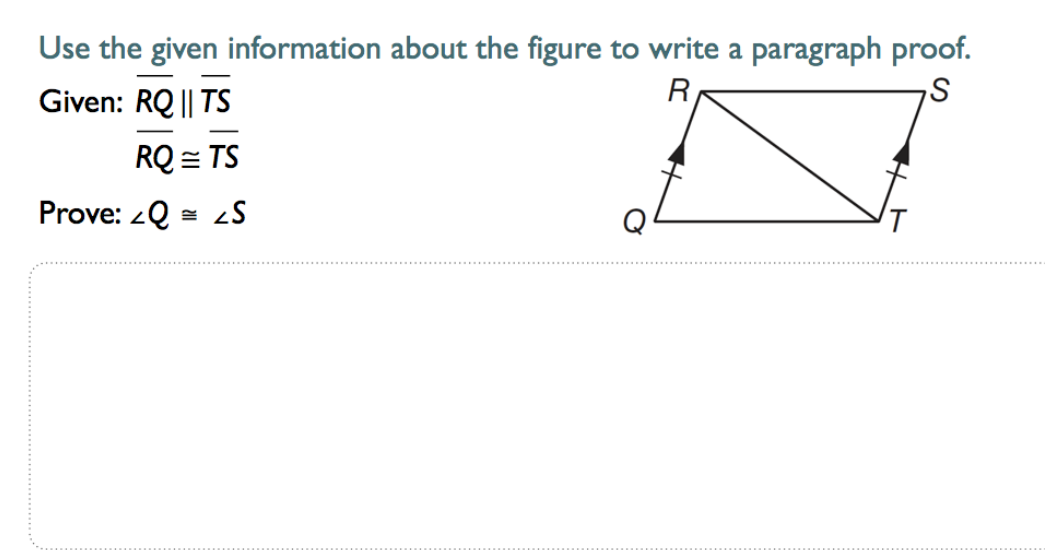 Use the given information about the figure to write a paragraph proof.
Given: RQ || TS
RQ ≅ TS
Prove: ∠Q ≅ ∠S
R
S
Q
T